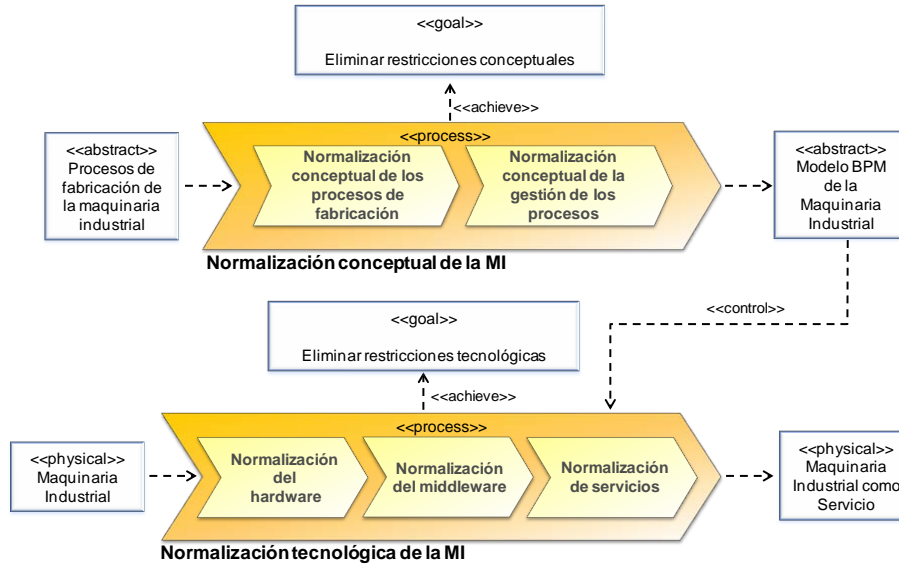 <<goal>>
Eliminar restricciones conceptuales
<<achieve>>
<<abstract>>
Procesos de
fabricación de
la maquinaria
industrial
<<process>>
Normalización
conceptual de los
procesos de
fabricación
Normalización
conceptual de la
gestión de los
procesos
<<abstract>>
Modelo BPM
de la
Maquinaria
Industrial
Normalización conceptual de la MI
<<control>>
<<goal>>
Eliminar restricciones tecnológicas
<<achieve>>
<<physical>>
Maquinaria
Industrial
<<process>>
Normalización
del
hardware
Normalización
del middleware
Normalización
de servicios
<<physical>>
Maquinaria
Industrial como
Servicio
Normalización tecnológica de la MI